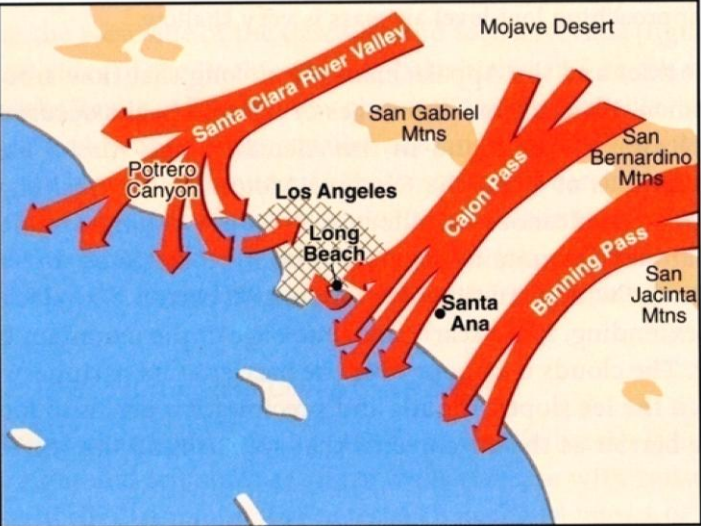 Mojave Desert
Santa Clara River Valley
San Gabriel
Mtns
San
Bernardino
Mtns
Potrero
Canyon
Cajon Pass
Los Angeles
Long
Beach
Banning Pass
San
Jacinta
Mtns
Santa
Ana